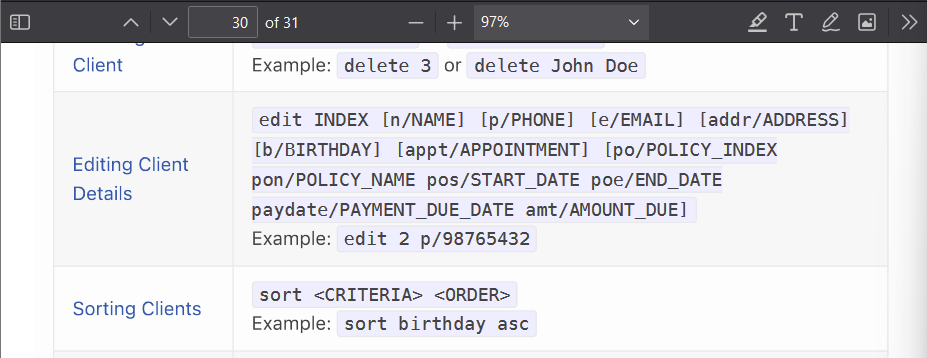 30 of 31 97%
Client
Example: delete 3 or delete John Doe
edit INDEX [n/NAME] [p/PHONE] [e/EMAIL] [addr/ADDRESS]
[b/BIRTHDAY] [appt/APPOINTMENT] [po/POLICY_INDEX
Editing Client
Details
pon/POLICY_NAME pos/START_DATE poe/END_DATE
paydate/PAYMENT_DUE_DATE amt/AMOUNT_DUE]
Example: edit 2 p/98765432
Sorting Clients
sort <CRITERIA> <ORDER>
Example: sort birthday asc